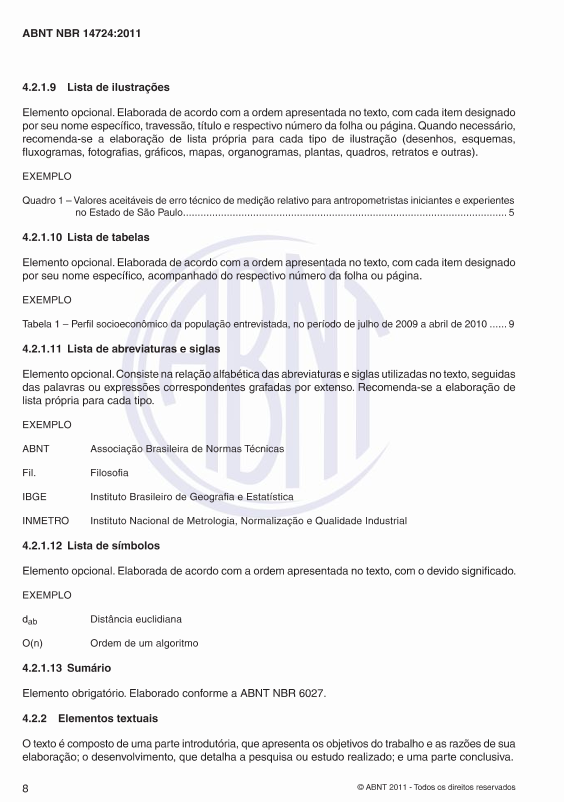 ABNT NBR 14724:2011
4.2.1.9 Lista de ilustrações
Elemento opcional. Elaborada de acordo com a ordem apresentada no texto, com cada item designado
por seu nome específico, travessão, título e respectivo número da folha ou página. Quando necessário,
recomenda-se a elaboração de lista própria para cada tipo de ilustração (desenhos, esquemas,
fluxogramas, fotografias, gráficos, mapas, organogramas, plantas, quadros, retratos e outras).
EXEMPLO
Quadro 1 – Valores aceitáveis de erro técnico de medição relativo para antropometristas iniciantes e experientes
no Estado de São Paulo................................................................................................................ 5
4.2.1.10 Lista de tabelas
Elemento opcional. Elaborada de acordo com a ordem apresentada no texto, com cada item designado
por seu nome específico, acompanhado do respectivo número da folha ou página.
EXEMPLO
Tabela 1 – Perfil socioeconômico da população entrevistada, no período de julho de 2009 a abril de 2010 ...... 9
4.2.1.11 Lista de abreviaturas e siglas
Elemento opcional. Consiste na relação alfabética das abreviaturas e siglas utilizadas no texto, seguidas
das palavras ou expressões correspondentes grafadas por extenso. Recomenda-se a elaboração de
lista própria para cada tipo.
EXEMPLO
ABNT Associação Brasileira de Normas Técnicas
Fil. Filosofia
IBGE Instituto Brasileiro de Geografia e Estatística
INMETRO Instituto Nacional de Metrologia, Normalização e Qualidade Industrial
4.2.1.12 Lista de símbolos
Elemento opcional. Elaborada de acordo com a ordem apresentada no texto, com o devido significado.
EXEMPLO
dab Distância euclidiana
O(n) Ordem de um algoritmo
4.2.1.13 Sumário
Elemento obrigatório. Elaborado conforme a ABNT NBR 6027.
4.2.2 Elementos textuais
O texto é composto de uma parte introdutória, que apresenta os objetivos do trabalho e as razões de sua
elaboração; o desenvolvimento, que detalha a pesquisa ou estudo realizado; e uma parte conclusiva.
8 © ABNT 2011 - Todos os direitos reservados
ABNT